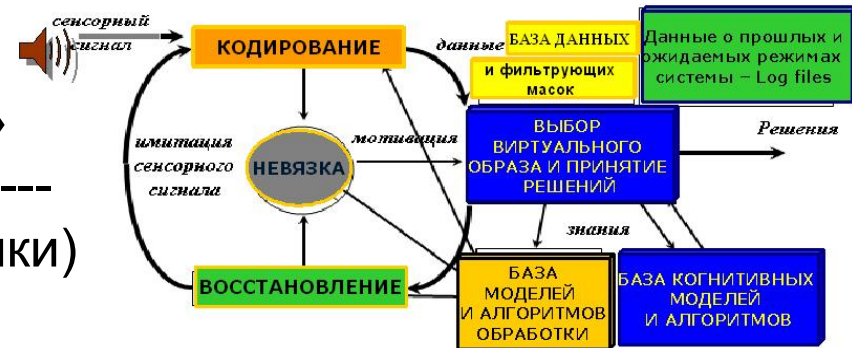 сенсорный
сигнал
КОДИРОВАНИЕ
данные
БАЗА ДАННЫХ
и фильтрующих
масок
Данные о прошлых и
ожидаемых режимах
системы – Log files
имитация
сенсорного
сигнала
НЕВЯЗКА
мотивация
ВЫБОР
ВИРТУАЛЬНОГО
ОБРАЗА И ПРИНЯТИЕ
РЕШЕНИЙ
Решения
---
ики)
знания
ВОССТАНОВЛЕНИЕ
БАЗА
МОДЕЛЕЙ
И АЛГОРИТМОВ
ОБРАБОТКИ
БАЗА КОГНИТИВНЫХ
МОДЕЛЕЙ
И АЛГОРИТМОВ